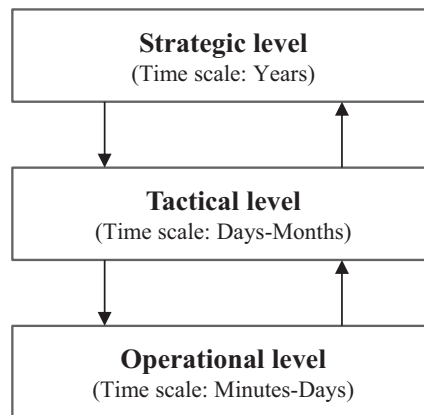 Strategic level
(Time scale: Years)
Tactical level
(Time scale: Days-Months)
Operational level
(Time scale: Minutes-Days)